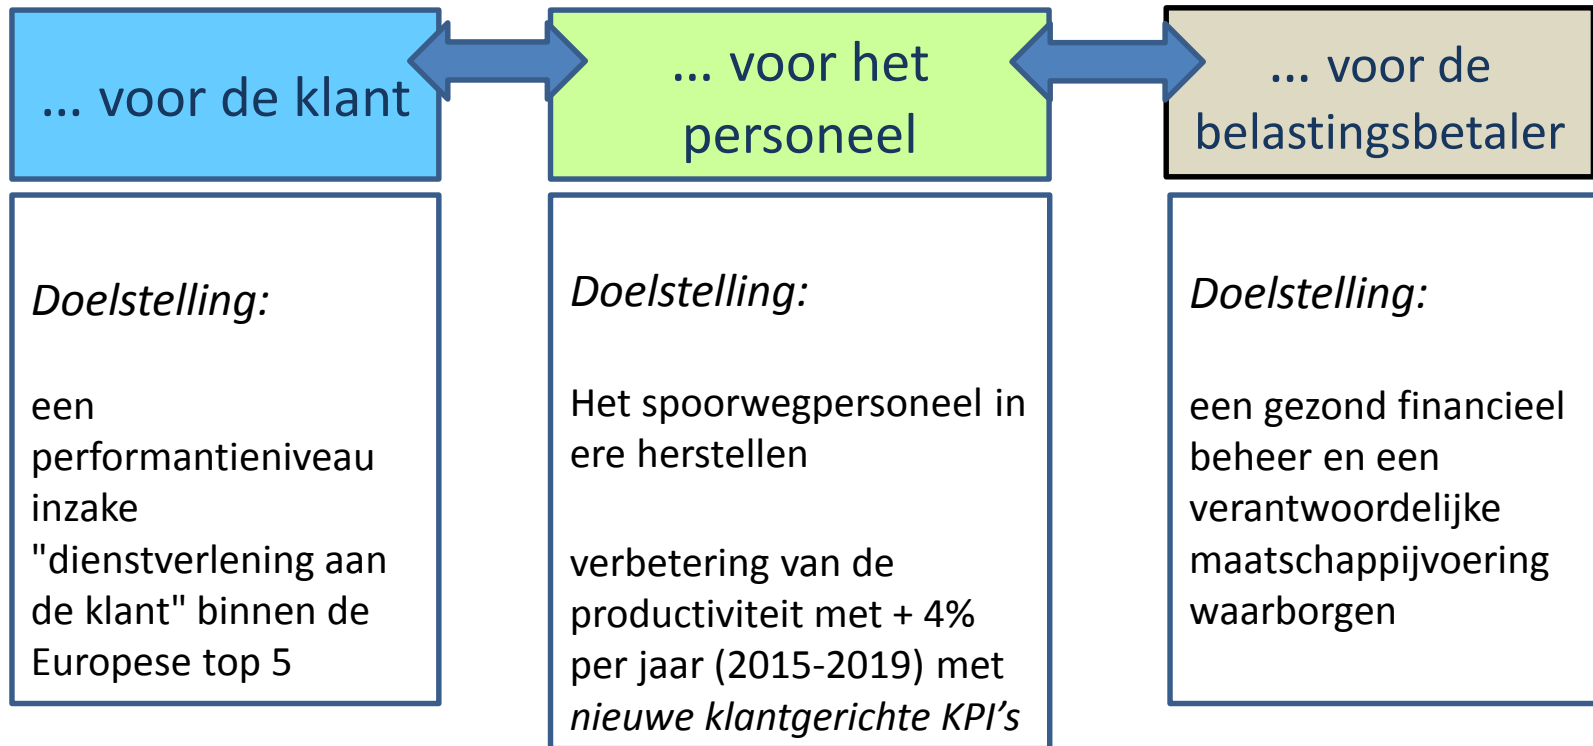 ... voor de klant
... voor het
personeel
... voor de
belastingsbetaler
Doelstelling:
een
performantieniveau
inzake
"dienstverlening aan
de klant" binnen de
Europese top 5
Doelstelling:
Het spoorwegpersoneel in
ere herstellen
verbetering van de
productiviteit met + 4%
per jaar (2015-2019) met
nieuwe klantgerichte KPI’s
Doelstelling:
een gezond financieel
beheer en een
verantwoordelijke
maatschappijvoering
waarborgen